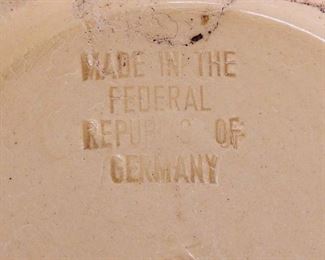 MADE IN THE
FEDERAL
REPUBLIC OF
GERMANY